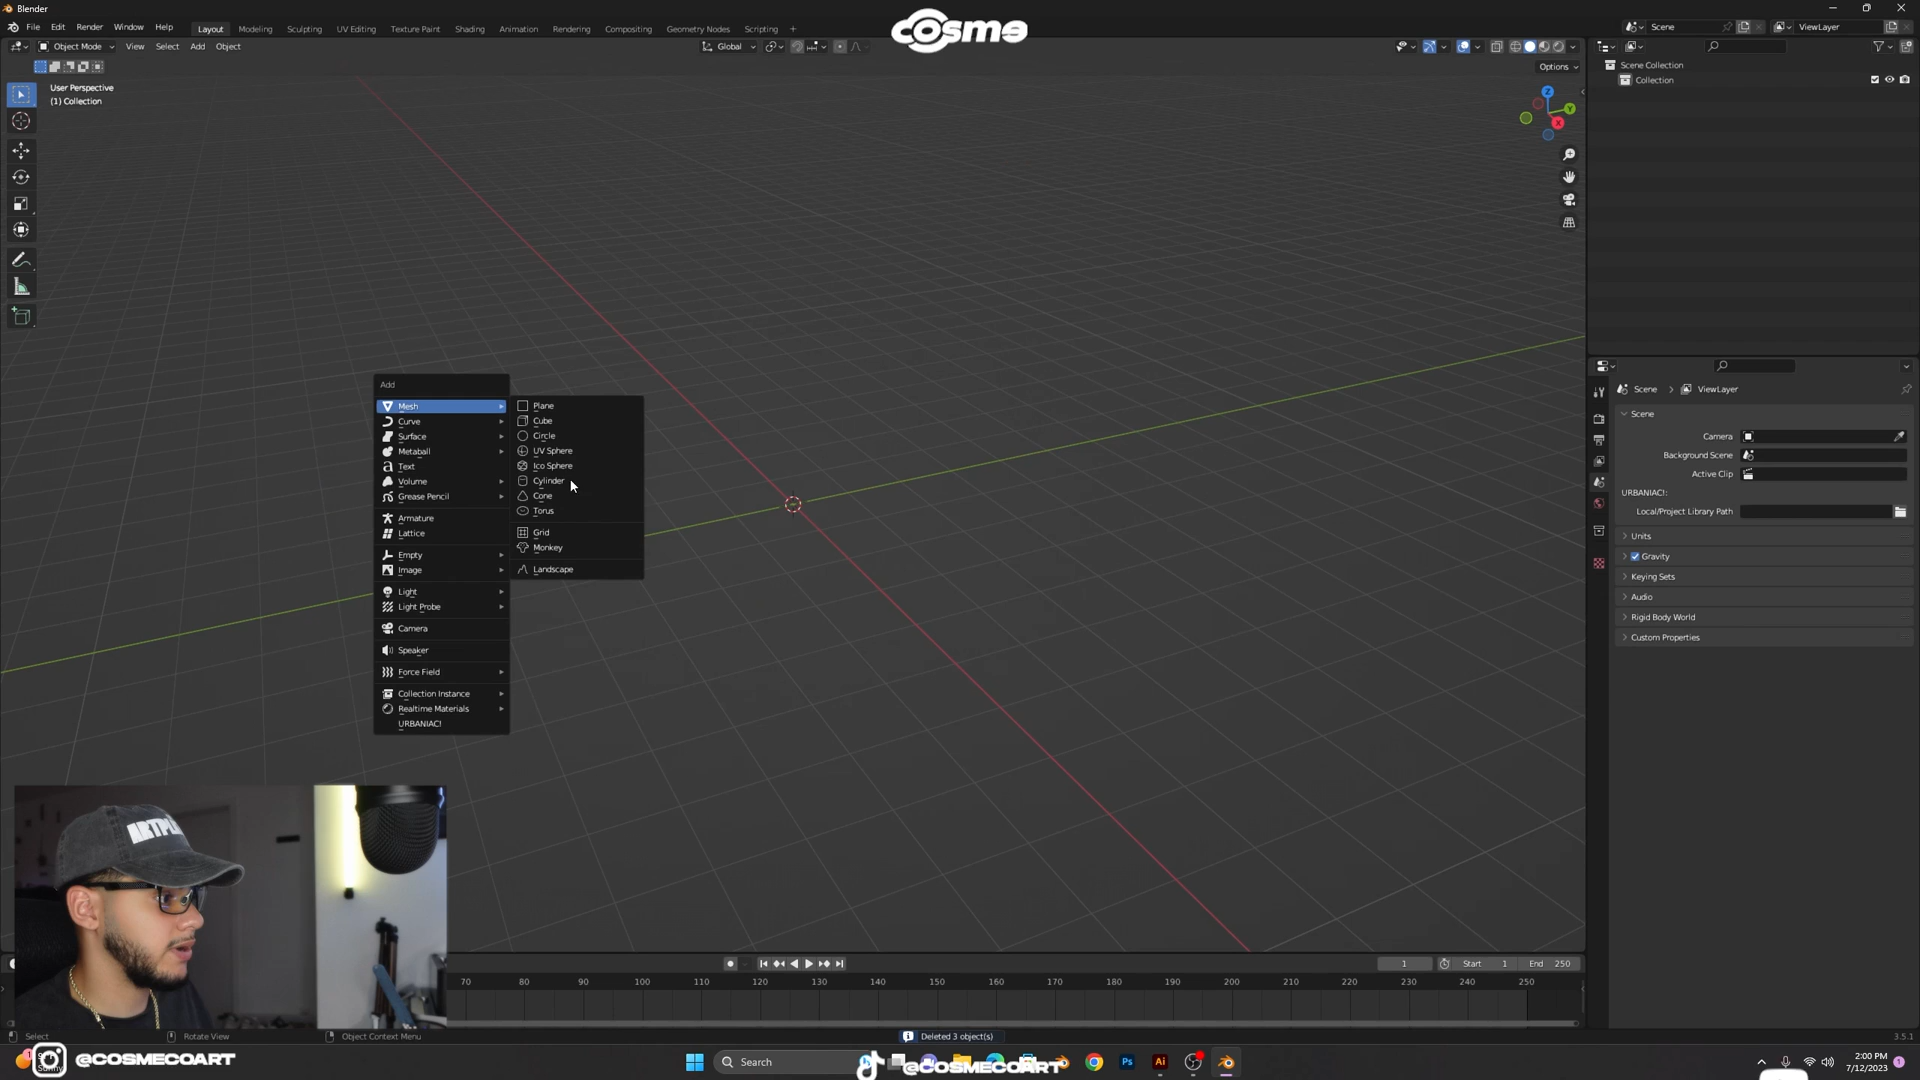 Blender
File Edit Render Window Help
Layout Modeling Sculpting UV Editing Texture Paint Shading Animation Rendering Compositing Geometry Nodes Scripting +
cosme
Scene
ViewLayer
Object Mode View Select Add Object
Global
Options
User Perspective
(1) Collection
Z
Y
X
Scene Collection
Collection
Add
Mesh
Curve
Surface
Metaball
Text
Volume
Grease Pencil
Armature
Lattice
Empty
Image
Light
Light Probe
Camera
Speaker
Force Field
Collection Instance
Realtime Materials
URBANIAC!
Plane
Cube
Circle
UV Sphere
Ico Sphere
Cylinder
Cone
Torus
Grid
Monkey
Landscape
Scene ViewLayer
Scene
Camera
Background Scene
Active Clip
URBANIAC!:
Local/Project Library Path
Units
Gravity
Keying Sets
Audio
Rigid Body World
Custom Properties
1 Start 1 End 250
70 80 90 100 110 120 130 140 150 160 170 180 190 200 210 220 230 240 250
Select Rotate View Object Context Menu
Deleted 3 object(s)
3.5.1
@COSMECOART
Search
Ps
Ai
@COSMECOART
2:00 PM
7/12/2023
1